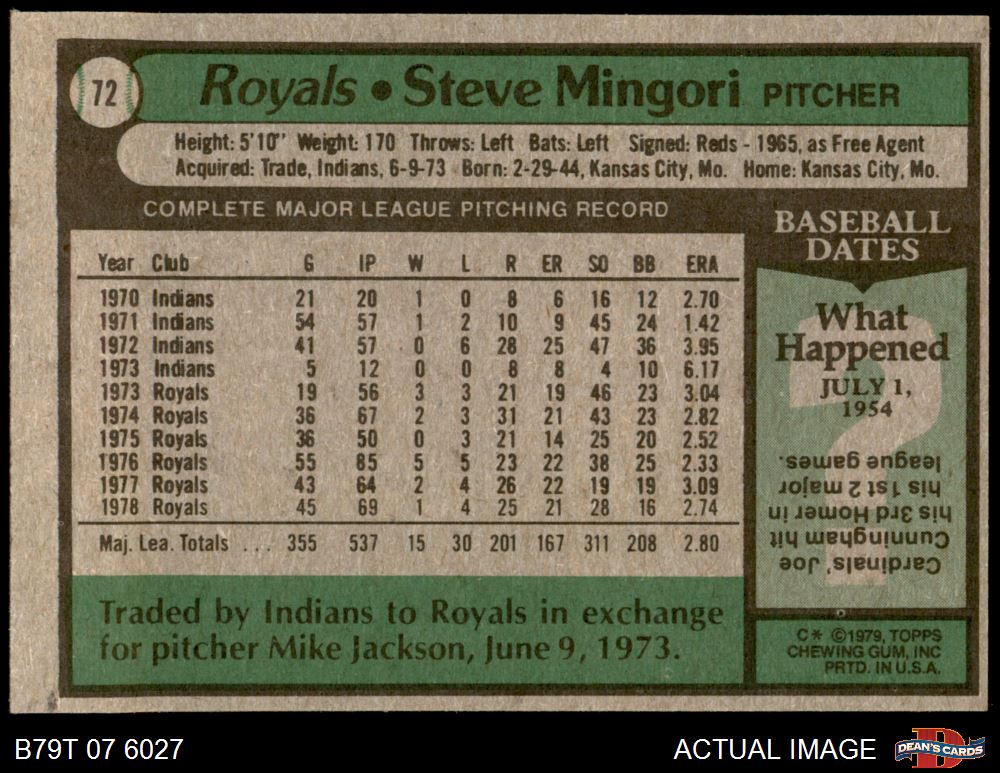 72
Royals • Steve Mingori PITCHER
Height: 5'10" Weight: 170 Throws: Left Bats: Left Signed: Reds - 1965, as Free Agent
Acquired: Trade, Indians, 6-9-73 Born: 2-29-44, Kansas City, Mo. Home: Kansas City, Mo.
COMPLETE MAJOR LEAGUE PITCHING RECORD
Year Club G IP W L R ER SO BB ERA
1970 Indians 21 20 1 0 8 6 16 12 2.70
1971 Indians 54 57 1 2 10 9 45 24 1.42
1972 Indians 41 57 0 6 28 25 47 36 3.95
1973 Indians 5 12 0 0 8 8 4 10 6.17
1973 Royals 19 56 3 3 21 19 46 23 3.04
1974 Royals 36 67 2 3 31 21 43 23 2.82
1975 Royals 36 50 0 3 21 14 25 20 2.52
1976 Royals 55 85 5 5 23 22 38 25 2.33
1977 Royals 43 64 2 4 26 22 19 19 3.09
1978 Royals 45 69 1 4 25 21 28 16 2.74
Maj. Lea. Totals ... 355 537 15 30 201 167 311 208 2.80
Traded by Indians to Royals in exchange
for pitcher Mike Jackson, June 9, 1973.
BASEBALL
DATES
What
Happened
JULY 1,
1954
?
Cardinals' Joe
Cunningham hit
his 3rd Homer in
his 1st 2 major
league games.
C* ©1979, TOPPS
CHEWING GUM, INC
PRTD. IN U.S.A.
B79T 07 6027
ACTUAL IMAGE
D
DEAN'S CARDS